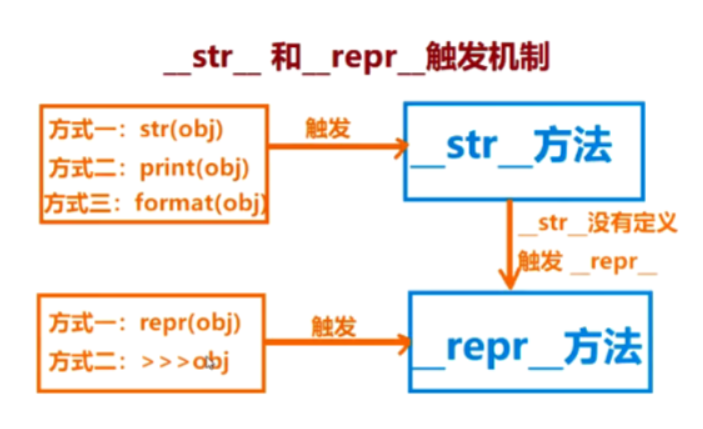 __str__ 和__repr__触发机制
方式一：str(obj)
方式二：print(obj)
方式三：format(obj)
触发
__str__方法
__str__没有定义
触发 __repr__
方式一：repr(obj)
方式二：>>>obj
触发
__repr__方法